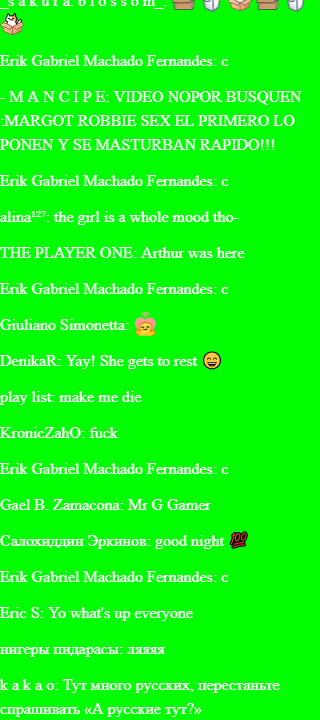 _s a k u r a. b l o s s o m_:
Erik Gabriel Machado Fernandes: c
- M A N C I P E: VIDEO NOPOR BUSQUEN
:MARGOT ROBBIE SEX EL PRIMERO LO
PONEN Y SE MASTURBAN RAPIDO!!!
Erik Gabriel Machado Fernandes: c
alina¹²⁷: the girl is a whole mood tho-
THE PLAYER ONE: Arthur was here
Erik Gabriel Machado Fernandes: c
Giuliano Simonetta:
DenikaR: Yay! She gets to rest 😄
play list: make me die
KronicZahO: fuck
Erik Gabriel Machado Fernandes: c
Gael B. Zamacona: Mr G Gamer
Салохиддин Эркинов: good night 💯
Erik Gabriel Machado Fernandes: c
Eric S: Yo what's up everyone
нигеры пидарасы: ляяяя
k a k a o: Тут много русских, перестаньте
спрашивать «А русские тут?»